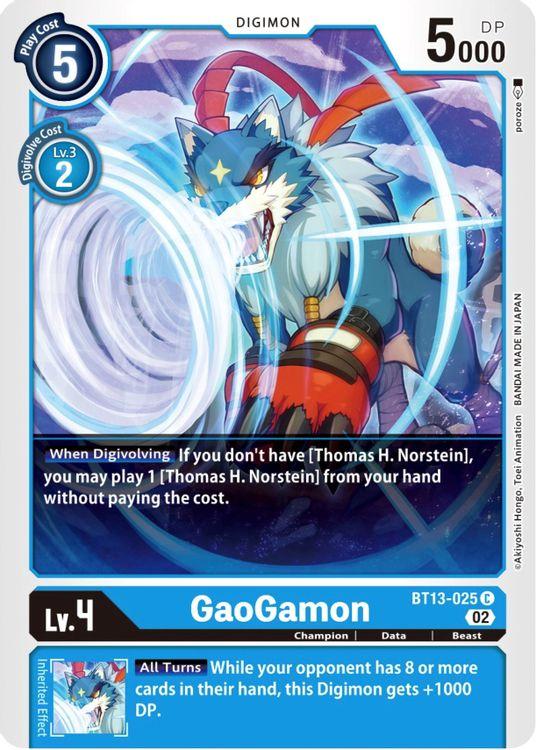 DIGIMON
Play Cost
5
DP
5000
Digivolve Cost
Lv.3
2
poroze
©Akiyoshi Hongo, Toei Animation BANDAI MADE IN JAPAN
When Digivolving If you don't have [Thomas H. Norstein],
you may play 1 [Thomas H. Norstein] from your hand
without paying the cost.
Lv.4
GaoGamon
BT13-025 C
02
Champion | Data | Beast
Inherited Effect
All Turns While your opponent has 8 or more
cards in their hand, this Digimon gets +1000
DP.